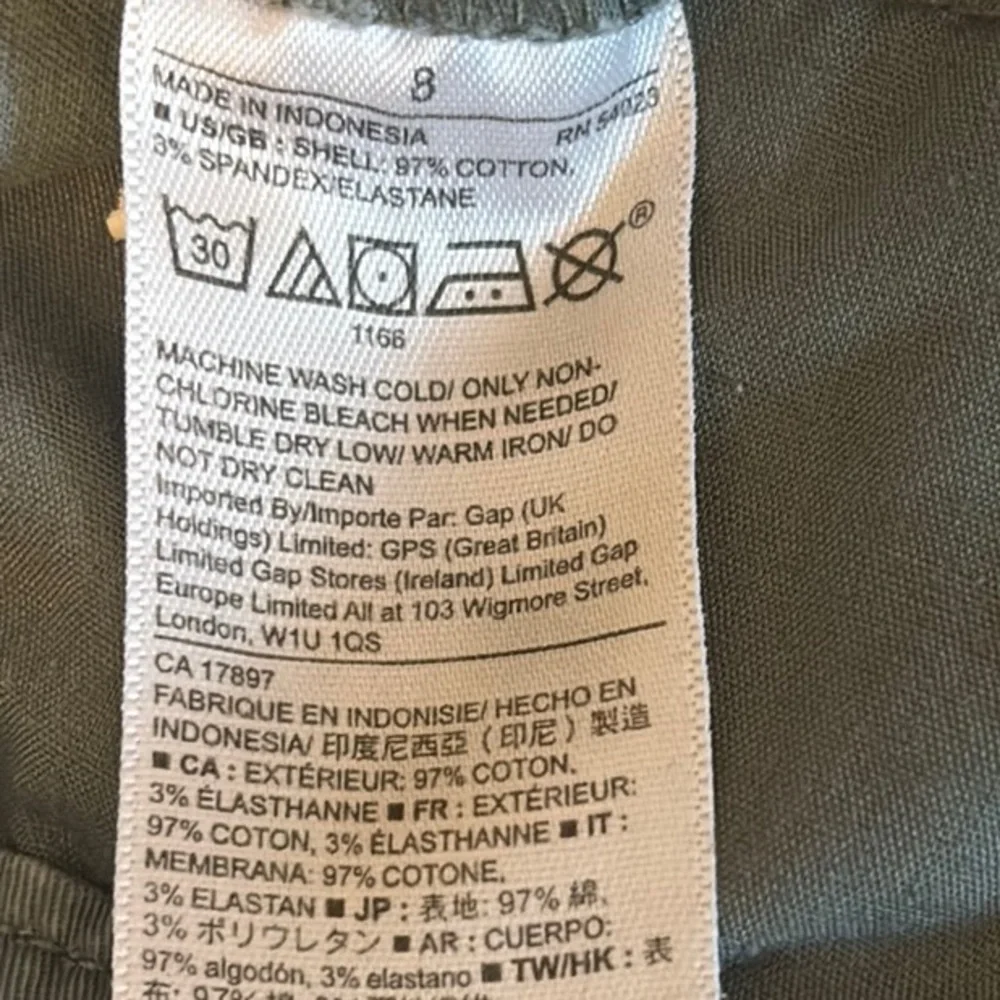 8
MADE IN INDONESIA RN 54023
■ US/GB : SHELL: 97% COTTON,
3% SPANDEX/ELASTANE
30
®
1166
MACHINE WASH COLD/ ONLY NON-
CHLORINE BLEACH WHEN NEEDED/
TUMBLE DRY LOW/ WARM IRON/ DO
NOT DRY CLEAN
Imported By/Importe Par: Gap (UK
Holdings) Limited: GPS (Great Britain)
Limited Gap Stores (Ireland) Limited Gap
Europe Limited All at 103 Wigmore Street,
London, W1U 1QS
CA 17897
FABRIQUE EN INDONISIE/ HECHO EN
INDONESIA/ 印度尼西亞 ( 印尼 ) 製造
■ CA : EXTÉRIEUR: 97% COTON,
3% ÉLASTHANNE ■ FR : EXTÉRIEUR:
97% COTON, 3% ÉLASTHANNE ■ IT :
MEMBRANA: 97% COTONE,
3% ELASTAN ■ JP : 表地: 97% 綿,
3% ポリウレタン ■ AR : CUERPO:
97% algodón, 3% elastano ■ TW/HK : 表
布: 97% 棉,